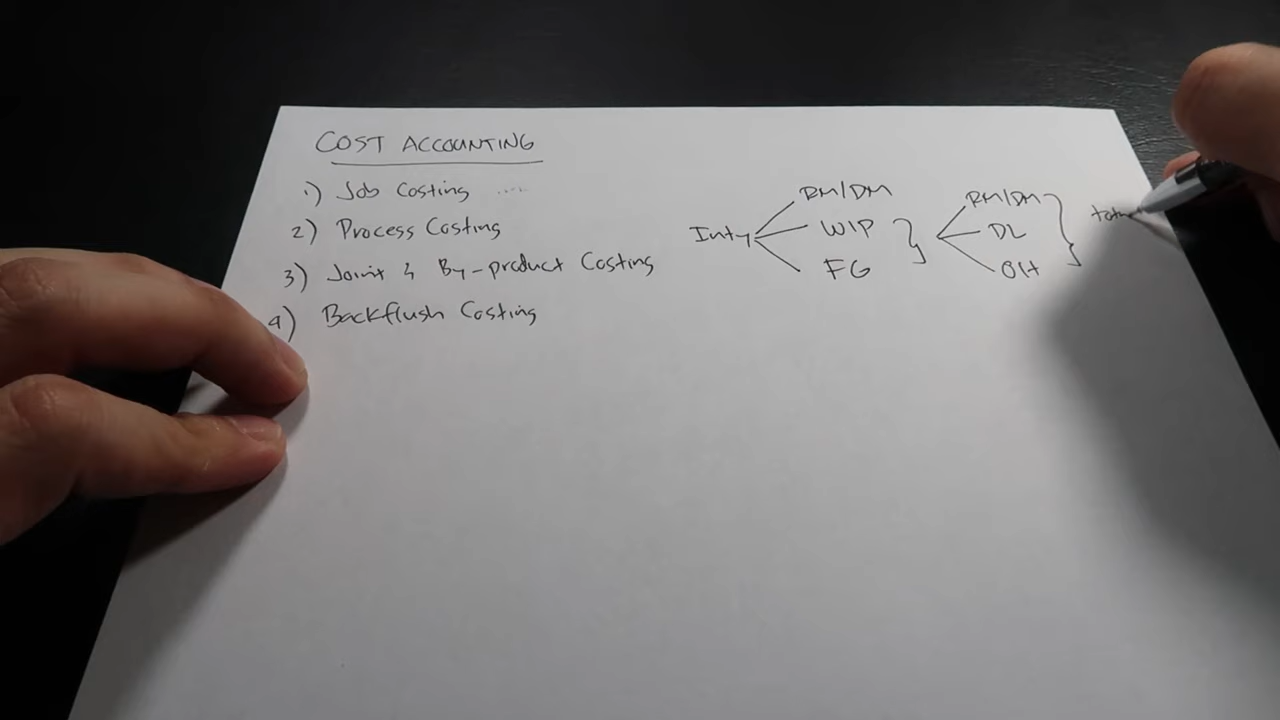 COST ACCOUNTING
1) Job Costing ....
2) Process Costing
3) Joint & By-product Costing
4) Backflush Costing
Invty
RM/DM
WIP
FG
RM/DM
DL
OH